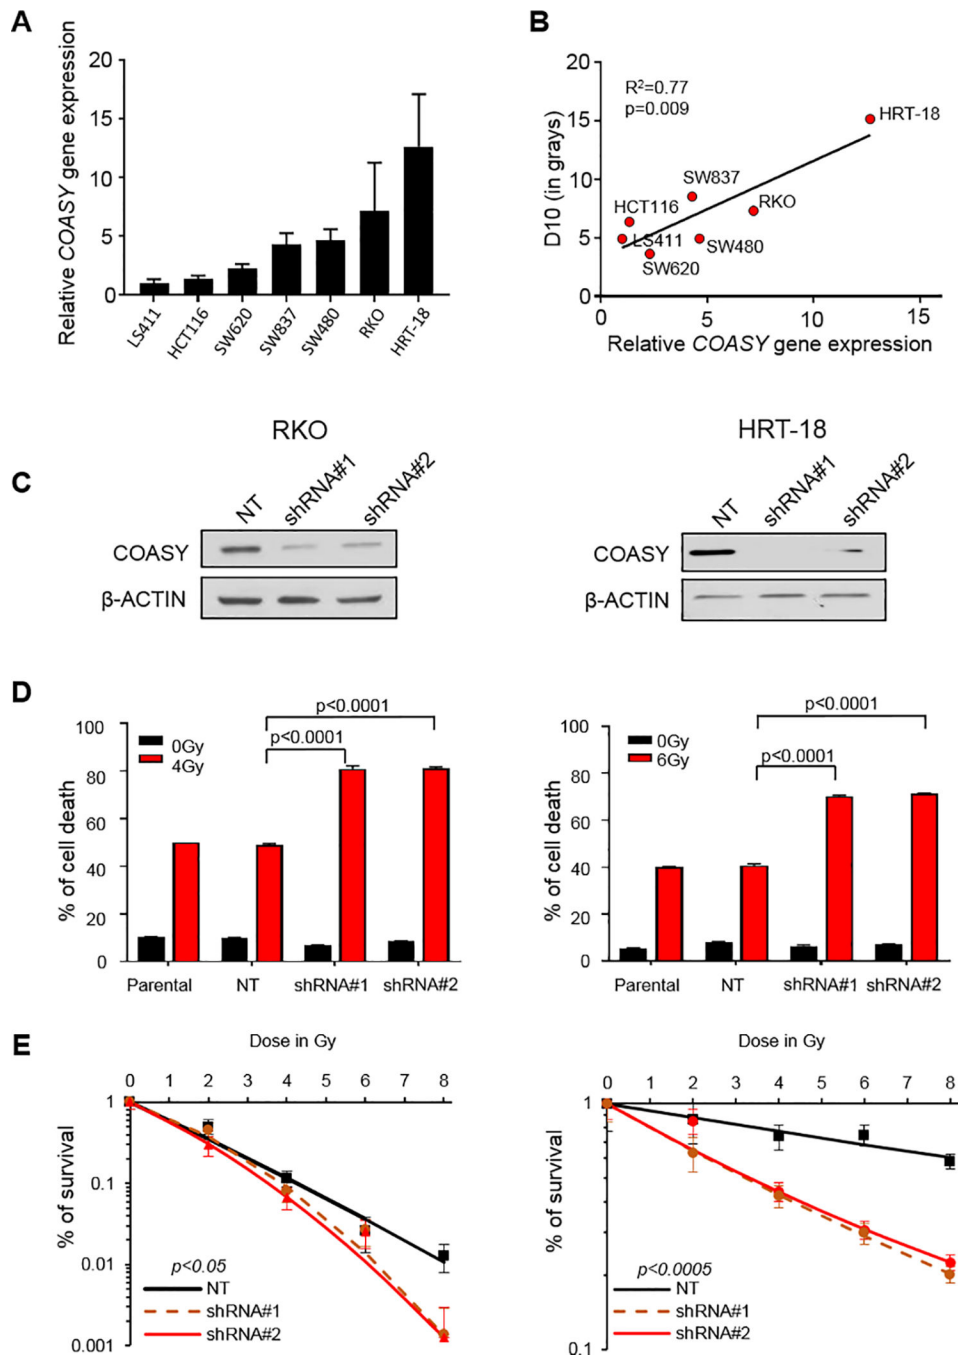 A
Relative COASY gene expression
20
15
10
5
0
LS411
HCT116
SW620
SW837
SW480
RKO
HRT-18
B
D10 (in grays)
20
15
10
5
0
R²=0.77
p=0.009
HRT-18
SW837
HCT116
RKO
LS411
SW480
SW620
0 5 10 15
Relative COASY gene expression
C
RKO
NT shRNA#1 shRNA#2
COASY
β-ACTIN
HRT-18
NT shRNA#1 shRNA#2
COASY
β-ACTIN
D
% of cell death
100
80
60
40
20
0
0Gy
4Gy
p<0.0001
p<0.0001
Parental NT shRNA#1 shRNA#2
% of cell death
100
80
60
40
20
0
0Gy
6Gy
p<0.0001
p<0.0001
Parental NT shRNA#1 shRNA#2
E
Dose in Gy
0 1 2 3 4 5 6 7 8
% of survival
1
0.1
0.01
0.001
p<0.05
NT
shRNA#1
shRNA#2
Dose in Gy
0 1 2 3 4 5 6 7 8
% of survival
1
0.1
p<0.0005
NT
shRNA#1
shRNA#2